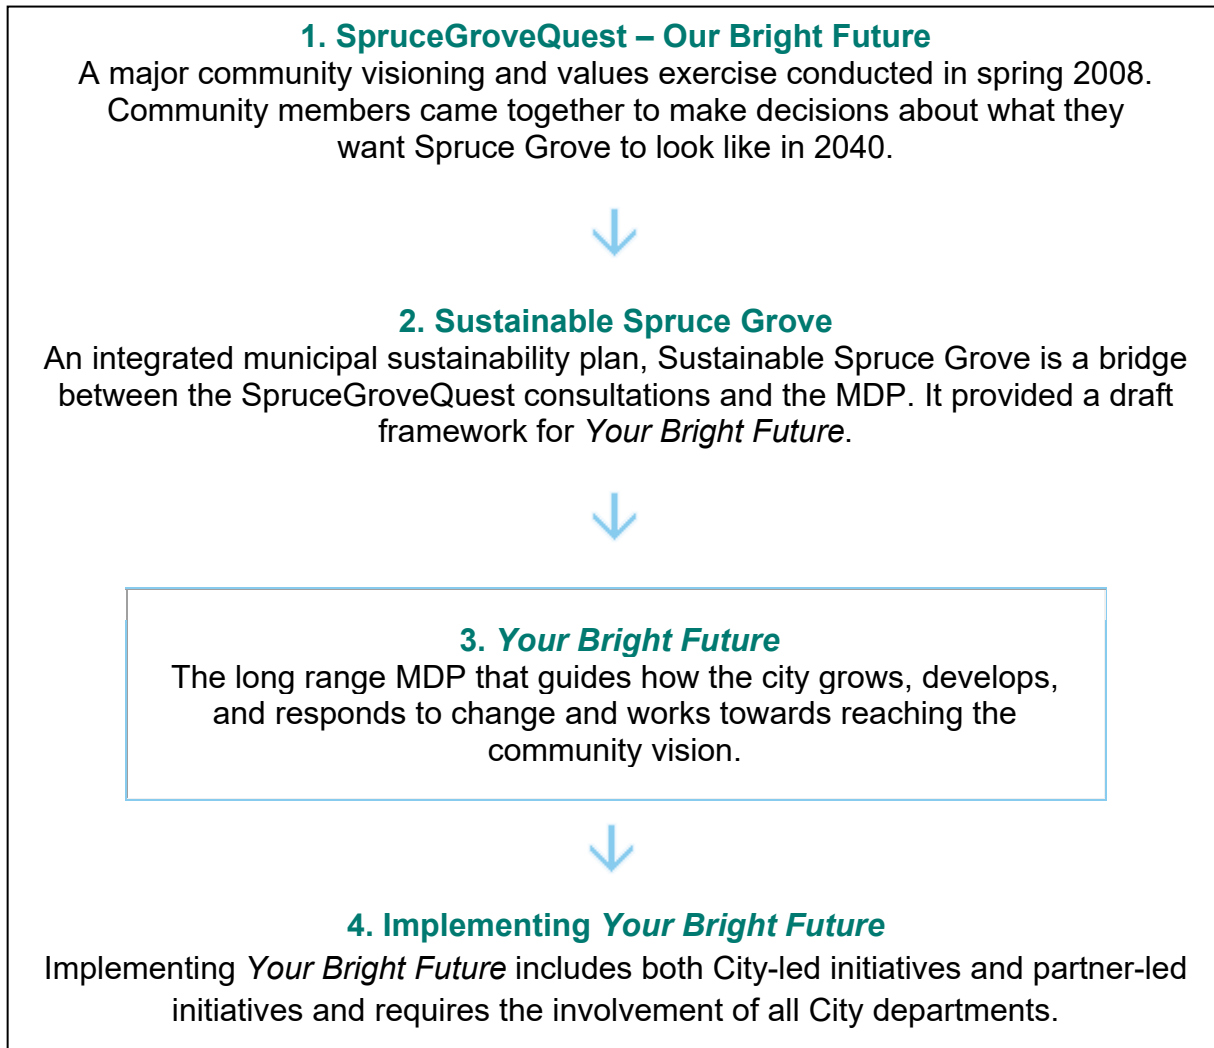 1. SpruceGroveQuest – Our Bright Future
A major community visioning and values exercise conducted in spring 2008.
Community members came together to make decisions about what they
want Spruce Grove to look like in 2040.
2. Sustainable Spruce Grove
An integrated municipal sustainability plan, Sustainable Spruce Grove is a bridge
between the SpruceGroveQuest consultations and the MDP. It provided a draft
framework for Your Bright Future.
3. Your Bright Future
The long range MDP that guides how the city grows, develops,
and responds to change and works towards reaching the
community vision.
4. Implementing Your Bright Future
Implementing Your Bright Future includes both City-led initiatives and partner-led
initiatives and requires the involvement of all City departments.